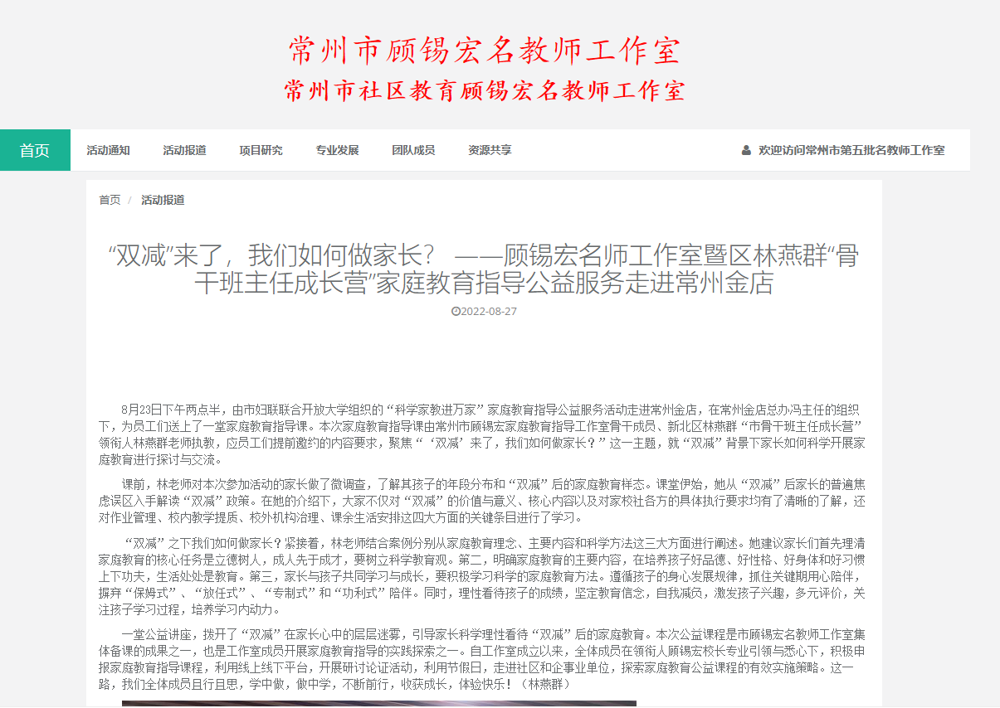 常州市顾锡宏名教师工作室
常州市社区教育顾锡宏名教师工作室
首页 活动通知 活动报道 项目研究 专业发展 团队成员 资源共享 欢迎访问常州市第五批名教师工作室
首页 / 活动报道
“双减”来了，我们如何做家长？ ——顾锡宏名师工作室暨区林燕群“骨
干班主任成长营”家庭教育指导公益服务走进常州金店
2022-08-27
8月23日下午两点半，由市妇联联合开放大学组织的“科学家教进万家”家庭教育指导公益服务活动走进常州金店，在常州金店总办冯主任的组织
下，为员工们送上了一堂家庭教育指导课。本次家庭教育指导课由常州市顾锡宏家庭教育指导工作室骨干成员、新北区林燕群“市骨干班主任成长营”
领衔人林燕群老师执教，应员工们提前邀约的内容要求，聚焦“‘双减’来了，我们如何做家长？”这一主题，就“双减”背景下家长如何科学开展家
庭教育进行探讨与交流。
课前，林老师对本次参加活动的家长做了微调查，了解其孩子的年段分布和“双减”后的家庭教育样态。课堂伊始，她从“双减”后家长的普遍焦
虑误区入手解读“双减”政策。在她的介绍下，大家不仅对“双减”的价值与意义、核心内容以及对家校社各方的具体执行要求均有了清晰的了解，还
对作业管理、校内教学提质、校外机构治理、课余生活安排这四大方面的关键条目进行了学习。
“双减”之下我们如何做家长？紧接着，林老师结合案例分别从家庭教育理念、主要内容和科学方法这三大方面进行阐述。她建议家长们首先理清
家庭教育的核心任务是立德树人，成人先于成才，要树立科学教育观。第二，明确家庭教育的主要内容，在培养孩子好品德、好性格、好身体和好习惯
上下功夫，生活处处是教育。第三，家长与孩子共同学习与成长，要积极学习科学的家庭教育方法。遵循孩子的身心发展规律，抓住关键期用心陪伴，
摒弃“保姆式”、“放任式”、“专制式”和“功利式”陪伴。同时，理性看待孩子的成绩，坚定教育信念，自我减负，激发孩子兴趣，多元评价，关
注孩子学习过程，培养学习内动力。
一堂公益讲座，拨开了“双减”在家长心中的层层迷雾，引导家长科学理性看待“双减”后的家庭教育。本次公益课程是市顾锡宏名教师工作室集
体备课的成果之一，也是工作室成员开展家庭教育指导的实践探索之一。自工作室成立以来，全体成员在领衔人顾锡宏校长专业引领与悉心下，积极申
报家庭教育指导课程，利用线上线下平台，开展研讨论证活动，利用节假日，走进社区和企事业单位，探索家庭教育公益课程的有效实施策略。这一
路，我们全体成员且行且思，学中做，做中学，不断前行，收获成长，体验快乐！（林燕群）